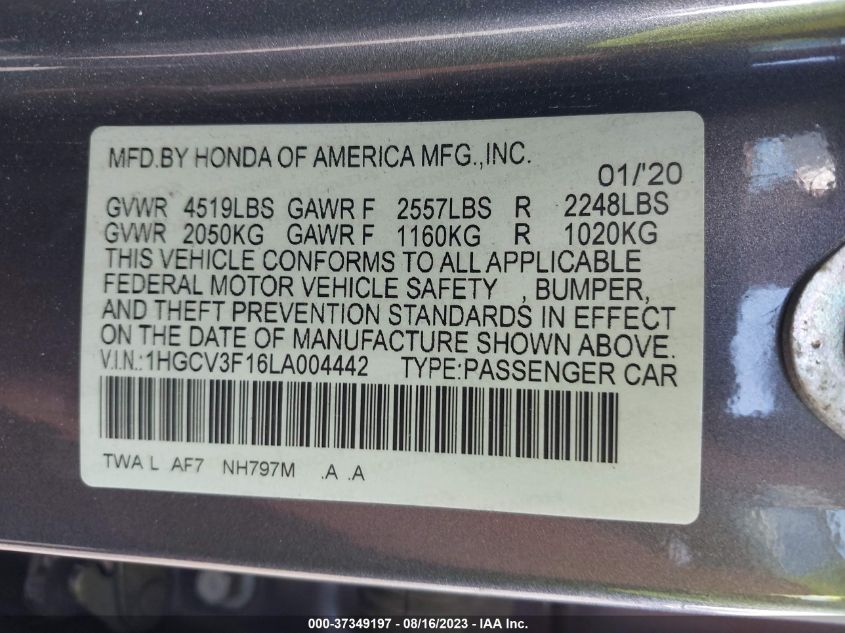 MFD.BY HONDA OF AMERICA MFG.,INC.
01/'20
GVWR 4519LBS GAWR F 2557LBS R 2248LBS
GVWR 2050KG GAWR F 1160KG R 1020KG
THIS VEHICLE CONFORMS TO ALL APPLICABLE
FEDERAL MOTOR VEHICLE SAFETY , BUMPER,
AND THEFT PREVENTION STANDARDS IN EFFECT
ON THE DATE OF MANUFACTURE SHOWN ABOVE.
V.I.N.:1HGCV3F16LA004442 TYPE:PASSENGER CAR
TWA L AF7 NH797M .A .A
000-37349197 - 08/16/2023 - IAA Inc.